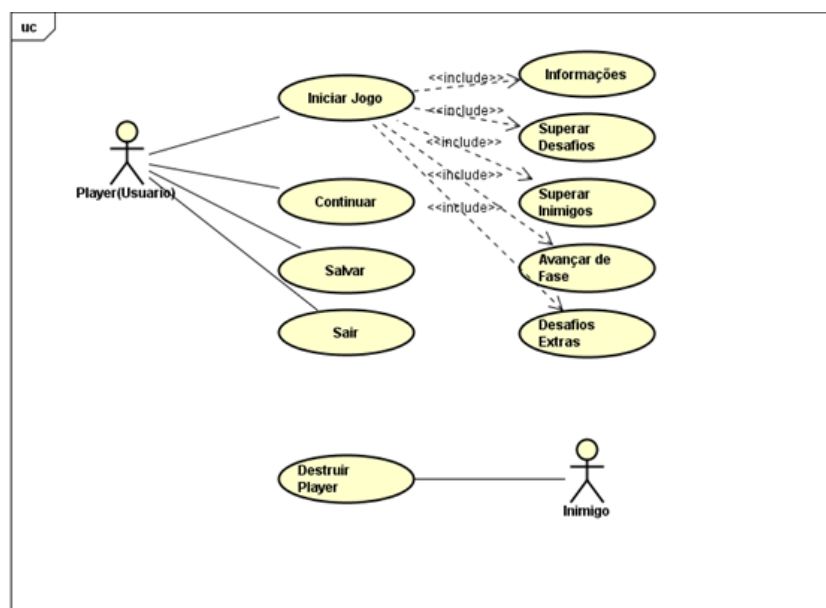 uc
Iniciar Jogo
<<include>>
Informações
<<include>>
Superar
Desafios
<<include>>
Player(Usuario)
<<include>>
Superar
Inimigos
Continuar
<<include>>
Avançar de
Fase
Salvar
Desafios
Extras
Sair
Destruir
Player
Inimigo